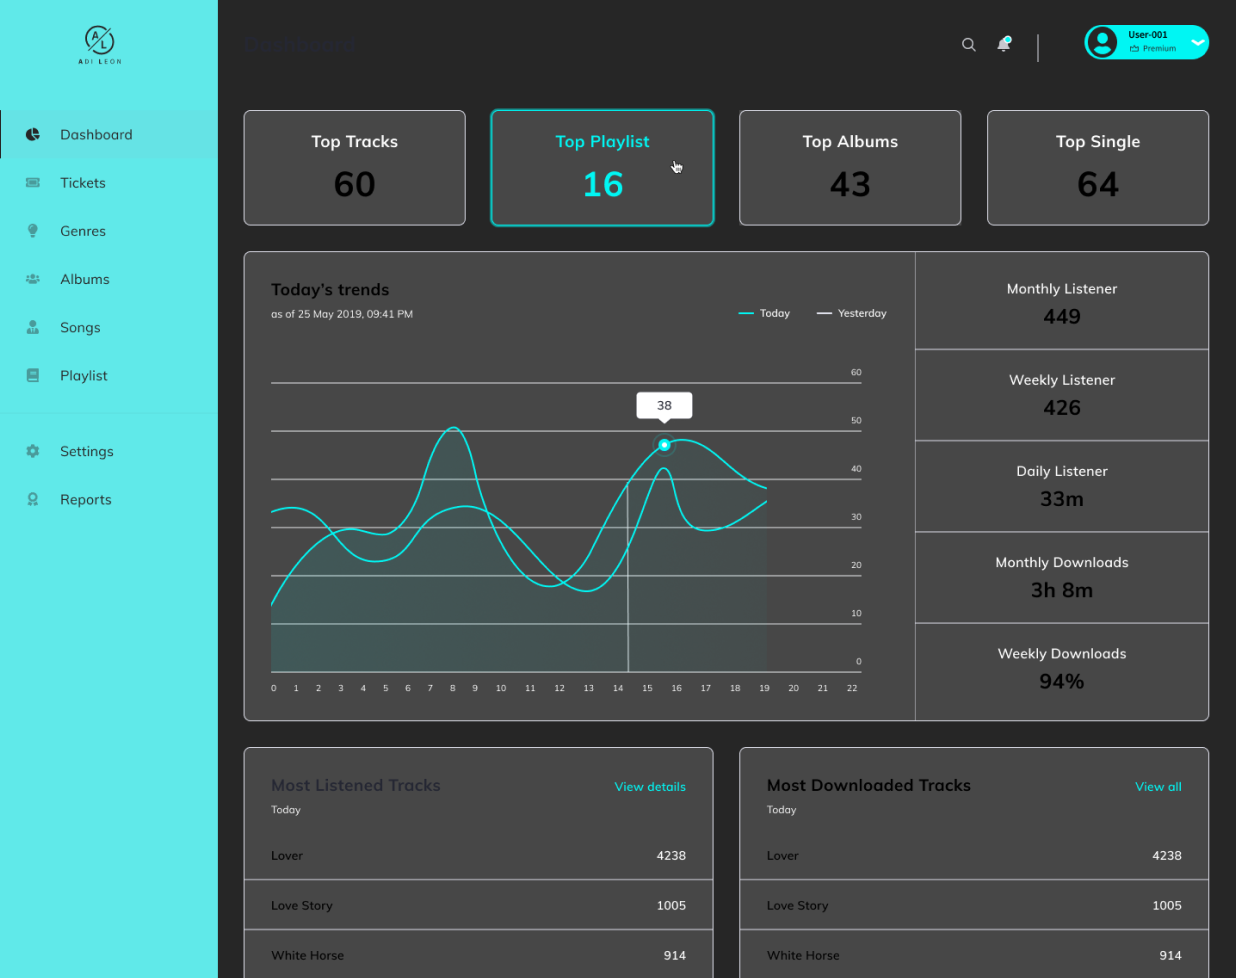 A
L
ADI LEON
Dashboard
Tickets
Genres
Albums
Songs
Playlist
Settings
Reports
Dashboard
User-001
Premium
Top Tracks
60
Top Playlist
16
Top Albums
43
Top Single
64
Today's trends
as of 25 May 2019, 09:41 PM
Today
Yesterday
60
50
40
30
20
10
0
38
0 1 2 3 4 5 6 7 8 9 10 11 12 13 14 15 16 17 18 19 20 21 22
Monthly Listener
449
Weekly Listener
426
Daily Listener
33m
Monthly Downloads
3h 8m
Weekly Downloads
94%
Most Listened Tracks
View details
Today
Lover 4238
Love Story 1005
White Horse 914
Most Downloaded Tracks
View all
Today
Lover 4238
Love Story 1005
White Horse 914